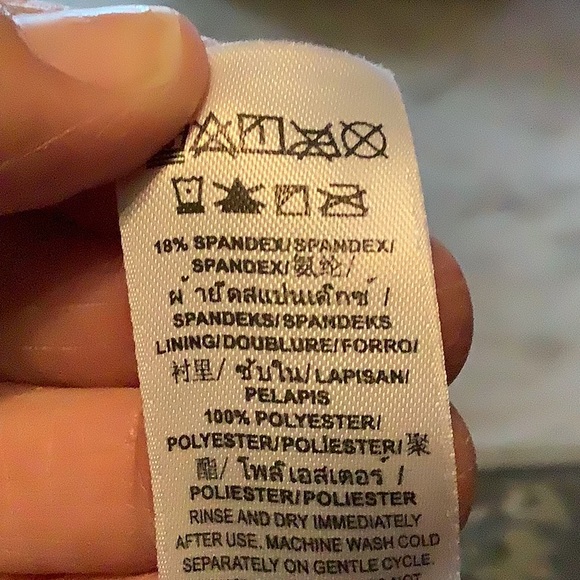 18% SPANDEX/SPANDEX/
SPANDEX/氨纶/
ผ้ายืดสแปนเด็กซ์ /
SPANDEKS/SPANDEKS
LINING/DOUBLURE/FORRO/
衬里/ ซับใน/LAPISAN/
PELAPIS
100% POLYESTER/
POLYESTER/POLIESTER/聚
酯/ โพลีเอสเตอร์ /
POLIESTER/POLIESTER
RINSE AND DRY IMMEDIATELY
AFTER USE. MACHINE WASH COLD
SEPARATELY ON GENTLE CYCLE.
NOT